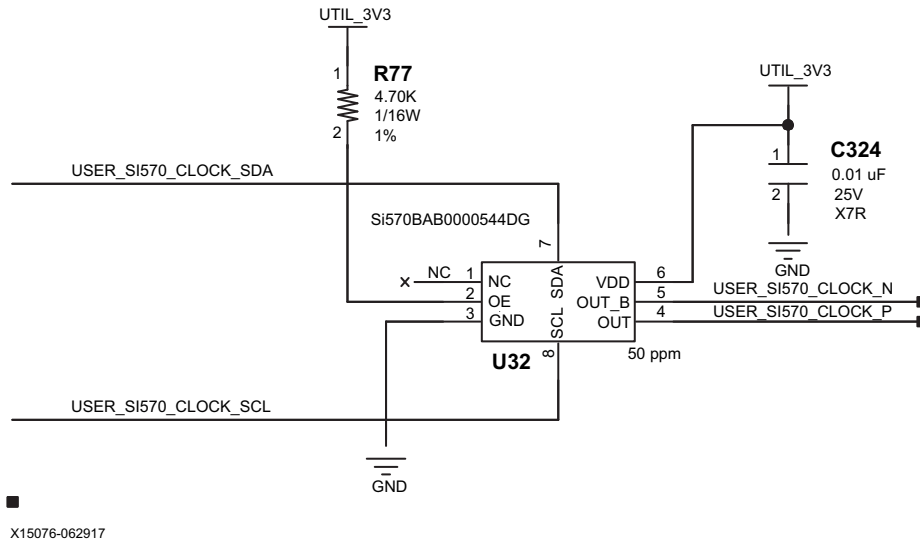 UTIL_3V3
1
R77
4.70K
1/16W
1%
2
UTIL_3V3
1
C324
0.01 uF
25V
X7R
2
GND
USER_SI570_CLOCK_SDA
Si570BAB0000544DG
7
NC 1 NC
2 OE
3 GND
SCL SDA
VDD 6
OUT_B 5
OUT 4
USER_SI570_CLOCK_N
USER_SI570_CLOCK_P
U32
8
50 ppm
USER_SI570_CLOCK_SCL
GND
X15076-062917